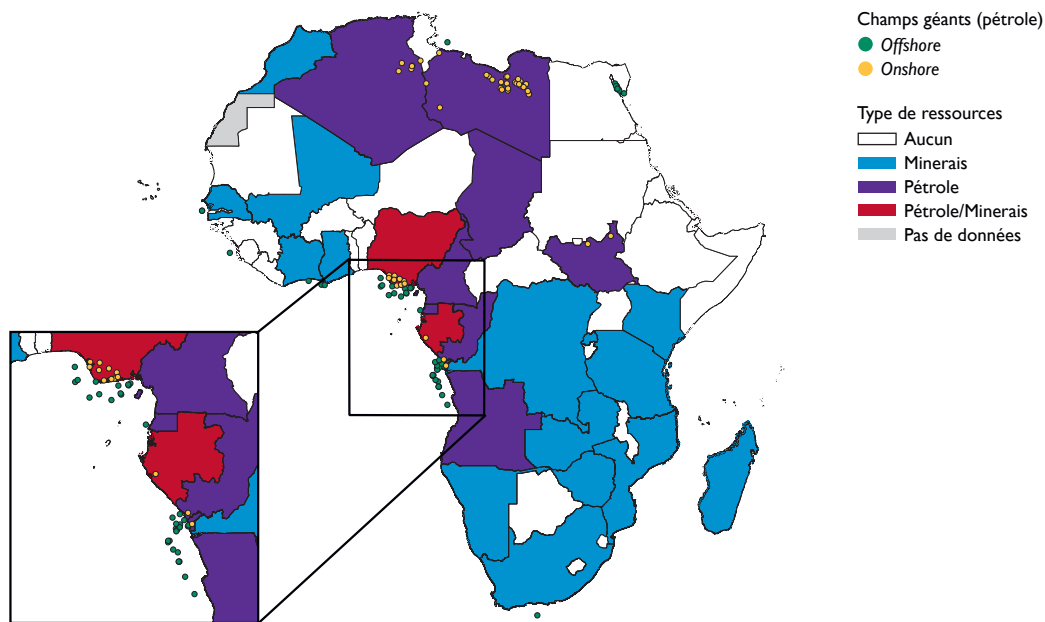 Champs géants (pétrole)
Offshore
Onshore
Type de ressources
Aucun
Minerais
Pétrole
Pétrole/Minerais
Pas de données